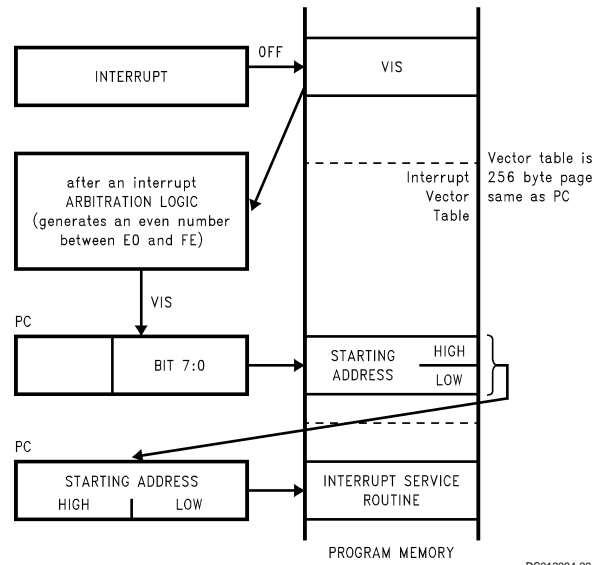 INTERRUPT
OFF
VIS
after an interrupt
ARBITRATION LOGIC
(generates an even number
between E0 and FE)
Interrupt
Vector
Table
Vector table is
256 byte page
same as PC
VIS
PC
BIT 7:0
STARTING
ADDRESS
HIGH
LOW
PC
STARTING ADDRESS
HIGH
LOW
INTERRUPT SERVICE
ROUTINE
PROGRAM MEMORY